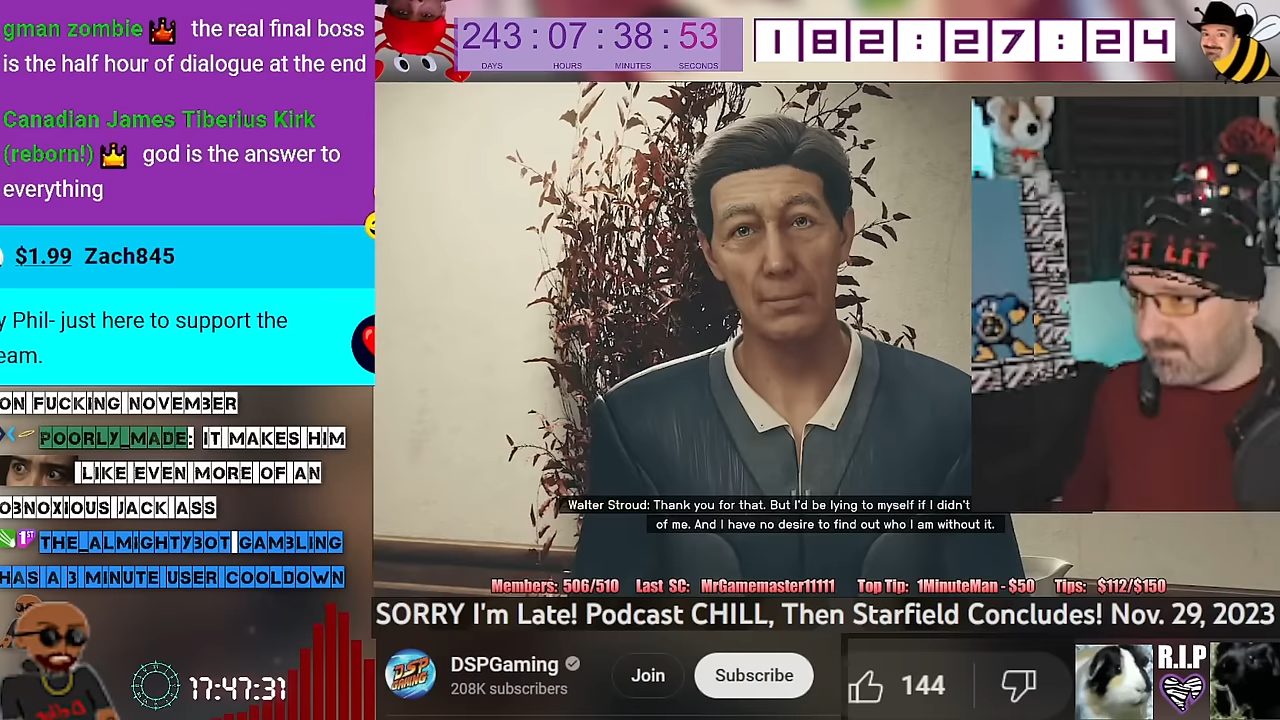 gman zombie the real final boss
is the half hour of dialogue at the end
Canadian James Tiberius Kirk
(reborn!) god is the answer to
everything
$1.99 Zach845
y Phil- just here to support the
eam.
ON FUCKING NOVEMBER
POORLY_MADE: IT MAKES HIM
LIKE EVEN MORE OF AN
OBNOXIOUS JACK ASS
1ST THE_ALMIGHTYBOT GAMBLING
HAS A 3 MINUTE USER COOLDOWN
17:47:31
243 : 07 : 38 : 53
DAYS HOURS MINUTES SECONDS
182:27:24
GET LIT
Walter Stroud: Thank you for that. But I'd be lying to myself if I didn't
of me. And I have no desire to find out who I am without it.
Members: 506/510 Last SC: MrGamemaster11111 Top Tip: 1MinuteMan - $50 Tips: $112/$150
SORRY I'm Late! Podcast CHILL, Then Starfield Concludes! Nov. 29, 2023
DSP GAMING
DSPGaming
208K subscribers
Join
Subscribe
144
R.I.P